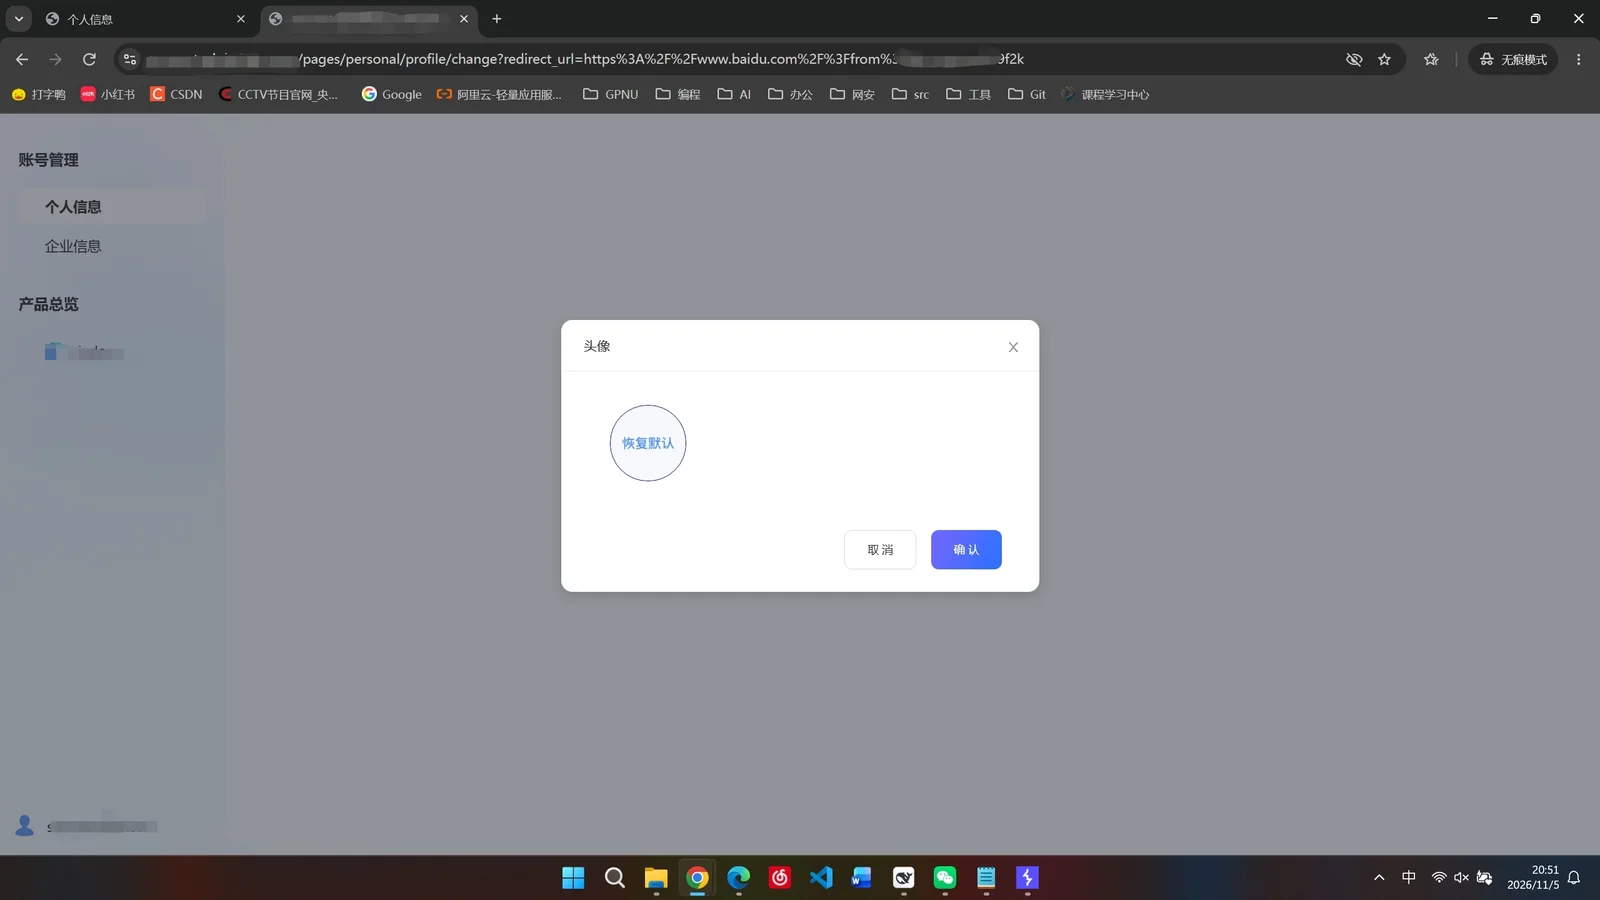 个人信息
/pages/personal/profile/change?redirect_url=https%3A%2F%2Fwww.baidu.com%2F%3Ffrom%
9f2k
无痕模式
打字鸭
小红书
CSDN
CCTV节目官网_央...
Google
阿里云-轻量应用服...
GPNU
编程
AI
办公
网安
src
工具
Git
课程学习中心
账号管理
个人信息
企业信息
产品总览
头像
恢复默认
取消
确认
中
20:51
2026/11/5